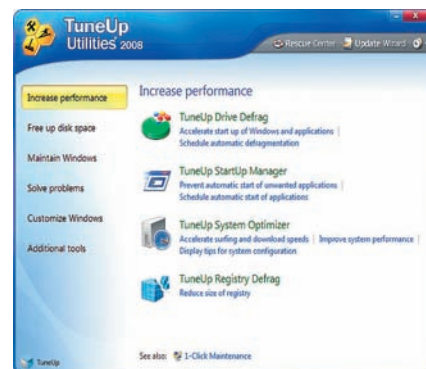 TuneUp
Utilities 2008
Rescue Center Update Wizard
Increase performance
Free up disk space
Maintain Windows
Solve problems
Customize Windows
Additional tools
Increase performance
TuneUp Drive Defrag
Accelerate start up of Windows and applications |
Schedule automatic defragmentation
TuneUp StartUp Manager
Prevent automatic start of unwanted applications |
Schedule automatic start of applications
TuneUp System Optimizer
Accelerate surfing and download speeds | Improve system performance |
Display tips for system configuration
TuneUp Registry Defrag
Reduce size of registry
See also: 1-Click Maintenance
TuneUp